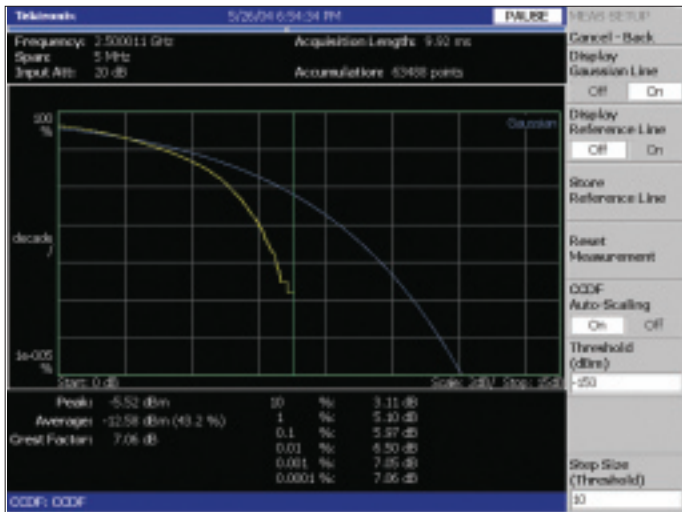 Tektronix 5/26/04 6:54:34 PM PAUSE MEAS SETUP
Frequency: 2.500011 GHz Acquisition Length: 9.92 ms
Span: 5 MHz
Input Att: 20 dB Accumulation: 63488 points
Cancel - Back
Display
Gaussian Line
Off On
Display
Reference Line
Off On
Store
Reference Line
Reset
Measurement
CCDF
Auto-Scaling
On Off
Threshold
(dBm)
-150
Step Size
(Threshold)
10
100
%
Gaussian
decade
/
1e-005
%
Start: 0 dB Scale: 2dB/ Stop: 15dB
Peak: -5.52 dBm
Average: -12.58 dBm (43.2 %)
Crest Factor: 7.06 dB
10 %: 3.11 dB
1 %: 5.10 dB
0.1 %: 5.97 dB
0.01 %: 6.50 dB
0.001 %: 7.05 dB
0.0001 %: 7.06 dB
CCDF: CCDF